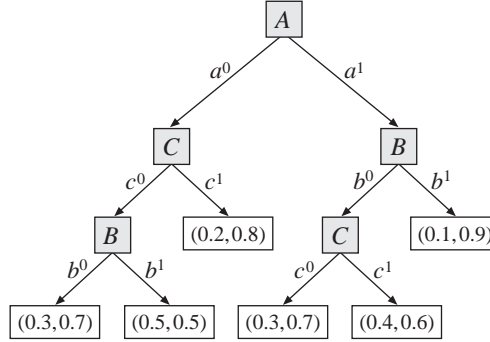 A
a⁰ a¹
C B
c⁰ c¹ b⁰ b¹
B (0.2,0.8) C (0.1,0.9)
b⁰ b¹ c⁰ c¹
(0.3,0.7) (0.5,0.5) (0.3,0.7) (0.4,0.6)